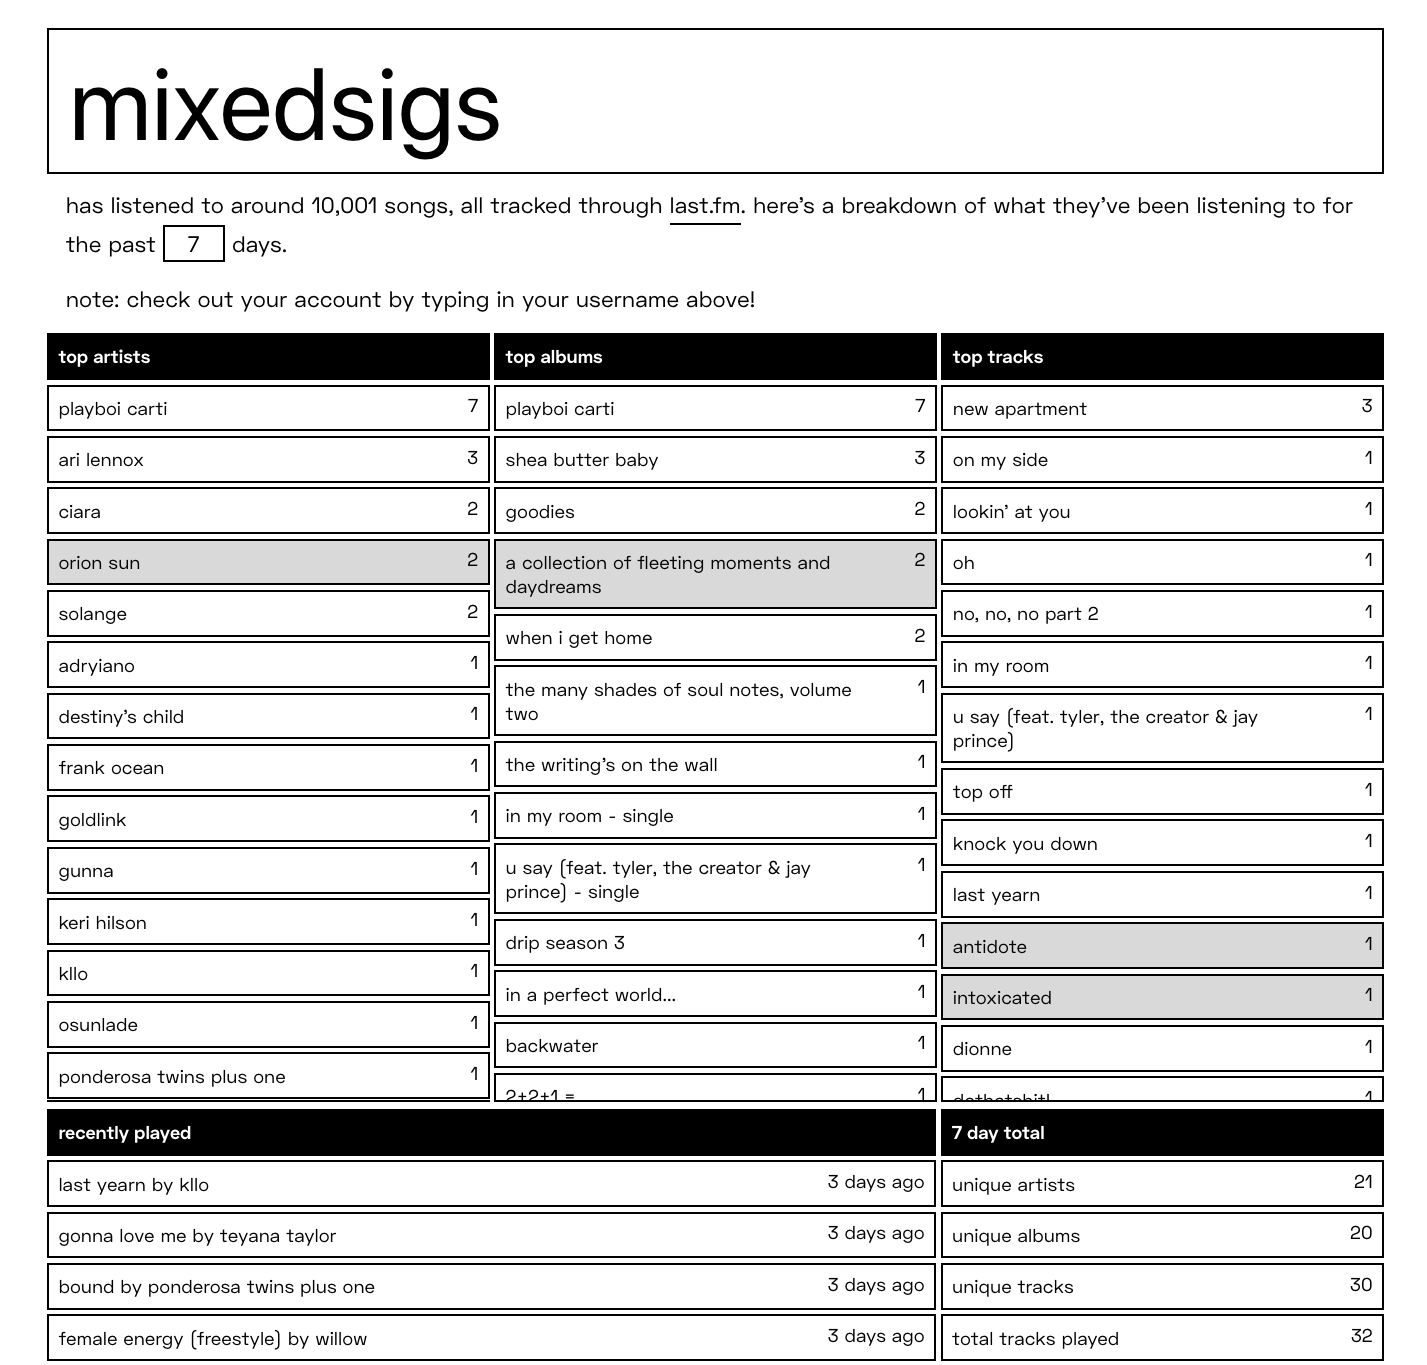 mixedsigs
has listened to around 10,001 songs, all tracked through last.fm. here's a breakdown of what they've been listening to for
the past 7 days.
note: check out your account by typing in your username above!
top artists
playboi carti 7
ari lennox 3
ciara 2
orion sun 2
solange 2
adryiano 1
destiny's child 1
frank ocean 1
goldlink 1
gunna 1
keri hilson 1
kllo 1
osunlade 1
ponderosa twins plus one 1
top albums
playboi carti 7
shea butter baby 3
goodies 2
a collection of fleeting moments and 2
daydreams
when i get home 2
the many shades of soul notes, volume 1
two
the writing's on the wall 1
in my room - single 1
u say (feat. tyler, the creator & jay 1
prince) - single
drip season 3 1
in a perfect world... 1
backwater 1
2+2+1 = 1
top tracks
new apartment 3
on my side 1
lookin' at you 1
oh 1
no, no, no part 2 1
in my room 1
u say (feat. tyler, the creator & jay 1
prince)
top off 1
knock you down 1
last yearn 1
antidote 1
intoxicated 1
dionne 1
1
recently played
last yearn by kllo 3 days ago
gonna love me by teyana taylor 3 days ago
bound by ponderosa twins plus one 3 days ago
female energy (freestyle) by willow 3 days ago
7 day total
unique artists 21
unique albums 20
unique tracks 30
total tracks played 32